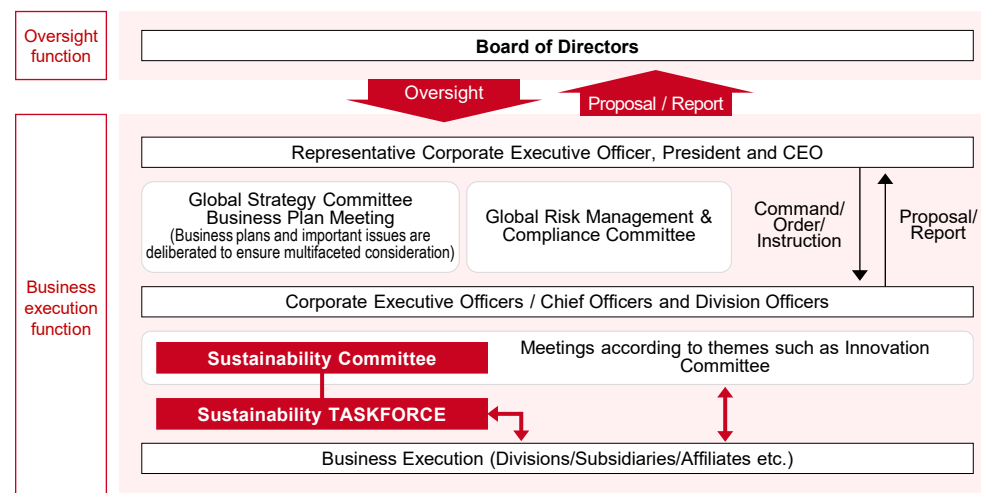 Oversight
function
Board of Directors
Oversight
Proposal / Report
Business
execution
function
Representative Corporate Executive Officer, President and CEO
Global Strategy Committee
Business Plan Meeting
(Business plans and important issues are
deliberated to ensure multifaceted consideration)
Global Risk Management &
Compliance Committee
Command/
Order/
Instruction
Proposal/
Report
Corporate Executive Officers / Chief Officers and Division Officers
Sustainability Committee
Meetings according to themes such as Innovation
Committee
Sustainability TASKFORCE
Business Execution (Divisions/Subsidiaries/Affiliates etc.)